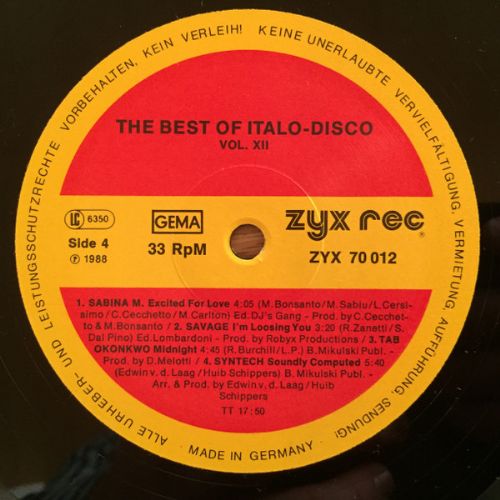 ALLE URHEBER- UND LEISTUNGSSCHUTZRECHTE VORBEHALTEN, KEIN VERLEIH! KEINE UNERLAUBTE VERVIELFÄLTIGUNG, VERMIETUNG, AUFFÜHRUNG, SENDUNG!
THE BEST OF ITALO-DISCO
VOL. XII
LC 6350
GEMA
zyx rec.
Side 4
33 RpM
ZYX 70 012
℗ 1988
1. SABINA M. Excited For Love 4:05 (M. Bonsanto/M. Sabiu/L. Cersi-
simo/C. Cecchetto/M. Carlton) Ed. DJ's Gang - Prod. by C. Cecchet-
to & M. Bonsanto/ 2. SAVAGE I'm Loosing You 3:20 (R. Zanetti/S.
Dal Pino) Ed. Lombardoni - Prod. by Robyx Productions/ 3. TAB
OKONKWO Midnight 4:45 (R. Burchill/L.P.) B. Mikulski Publ. -
Prod. by D. Melotti / 4. SYNTECH Soundly Computed 5:40
(Edwin v. d. Laag/Huib Schippers) B. Mikulski Publ. -
Arr. & Prod. by Edwin v. d. Laag/Huib
Schippers
TT 17:50
· MADE IN GERMANY ·